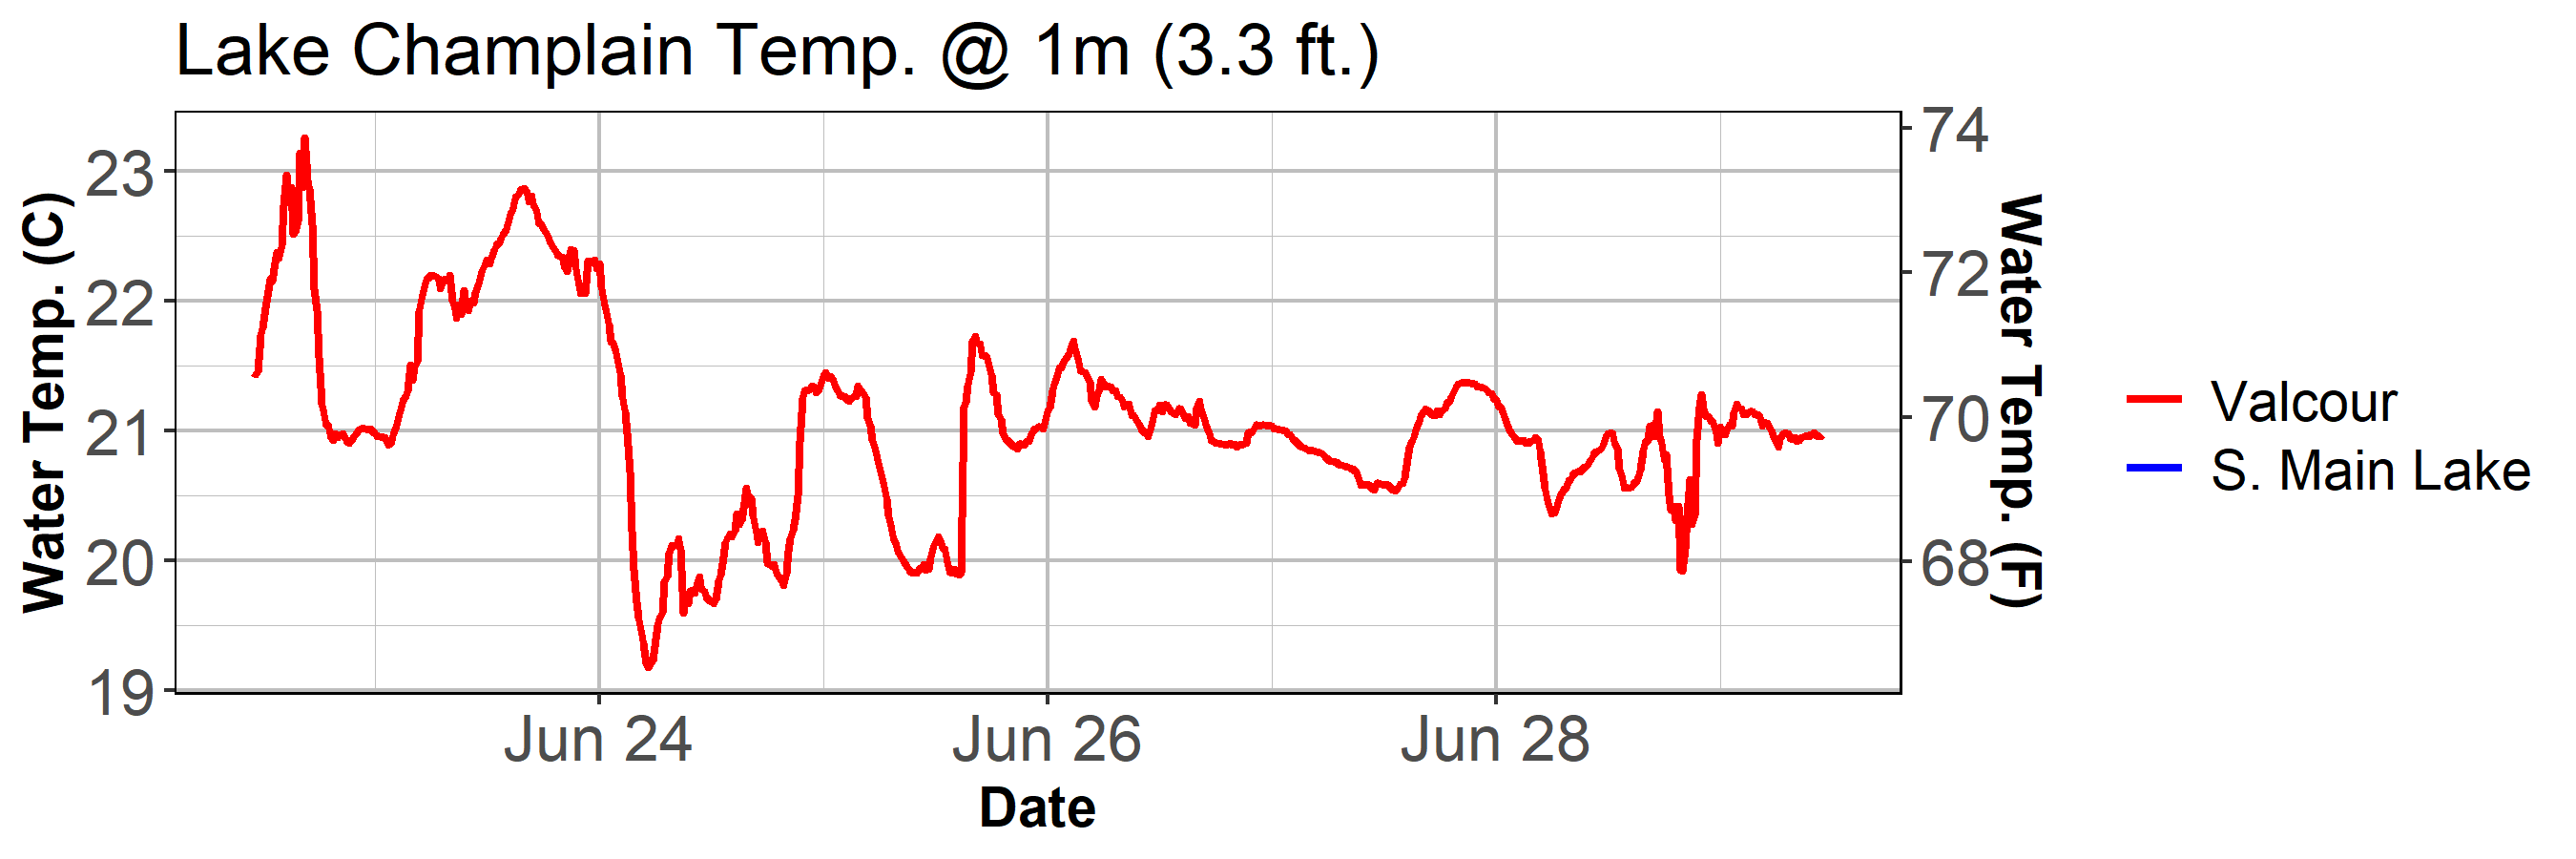 Lake Champlain Temp. @ 1m (3.3 ft.)
Water Temp. (C)
23
22
21
20
19
74
72
70
68
Water Temp. (F)
Jun 24
Jun 26
Jun 28
Date
Valcour
S. Main Lake